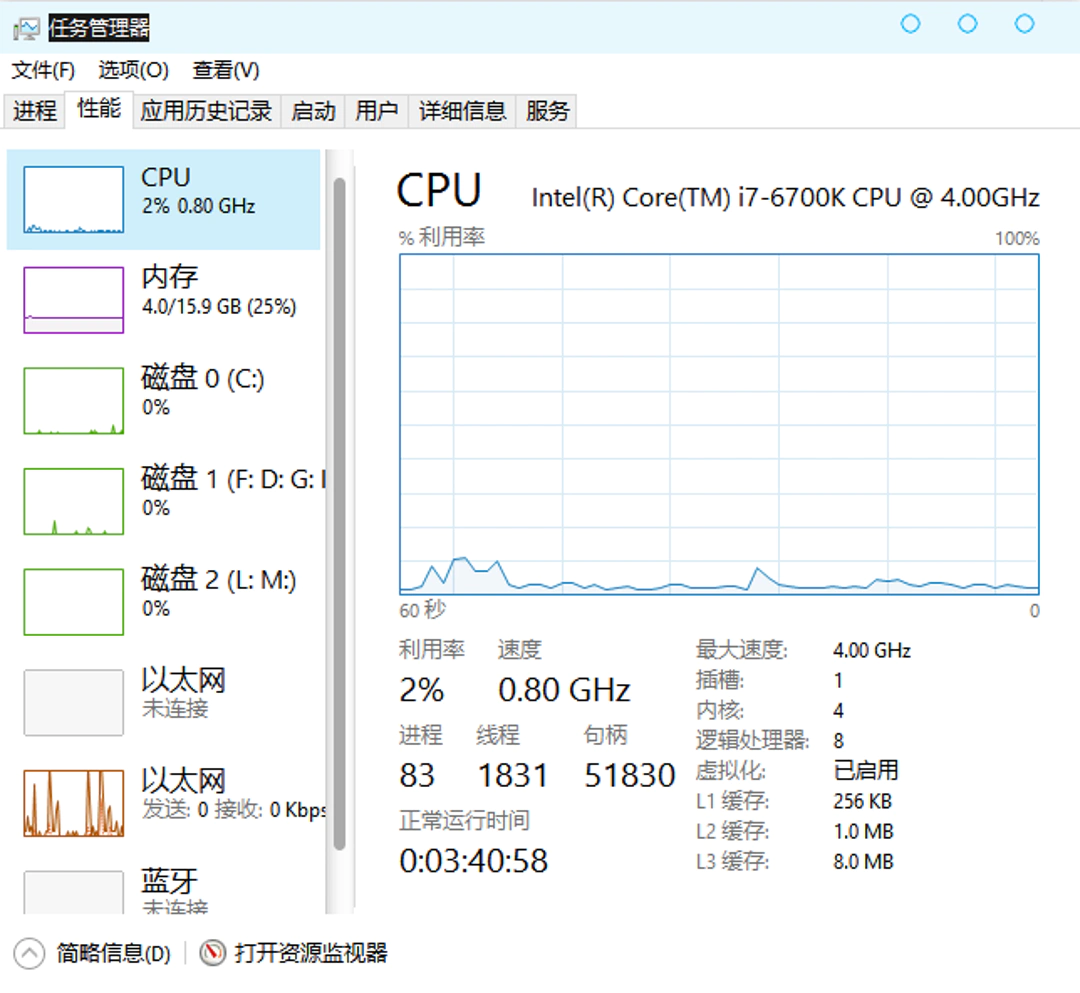 任务管理器
文件(F) 选项(O) 查看(V)
进程 性能 应用历史记录 启动 用户 详细信息 服务
CPU
2% 0.80 GHz
内存
4.0/15.9 GB (25%)
磁盘 0 (C:)
0%
磁盘 1 (F: D: G:
0%
磁盘 2 (L: M:)
0%
以太网
未连接
以太网
发送: 0 接收: 0 Kbps
蓝牙
未连接
CPU Intel(R) Core(TM) i7-6700K CPU @ 4.00GHz
% 利用率 100%
60 秒 0
利用率 速度
2% 0.80 GHz
进程 线程 句柄
83 1831 51830
正常运行时间
0:03:40:58
最大速度: 4.00 GHz
插槽: 1
内核: 4
逻辑处理器: 8
虚拟化: 已启用
L1 缓存: 256 KB
L2 缓存: 1.0 MB
L3 缓存: 8.0 MB
简略信息(D) 打开资源监视器